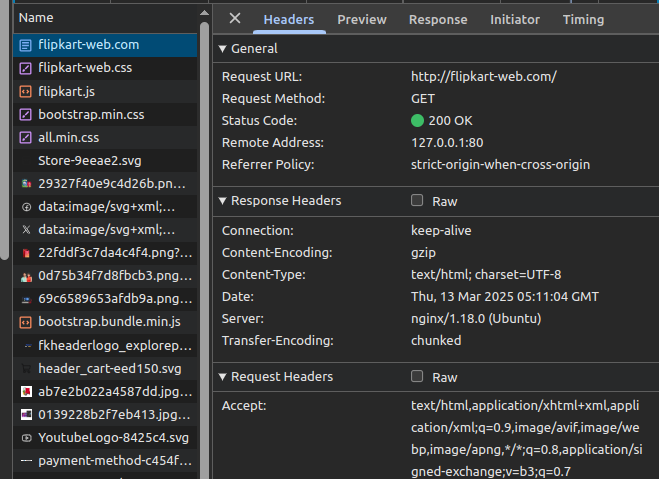 Name
flipkart-web.com
flipkart-web.css
flipkart.js
bootstrap.min.css
all.min.css
Store-9eeae2.svg
29327f40e9c4d26b.pn...
data:image/svg+xml;...
data:image/svg+xml;...
22fddf3c7da4c4f4.png?...
0d75b34f7d8fbcb3.png...
69c6589653afdb9a.png...
bootstrap.bundle.min.js
fkheaderlogo_explorep...
header_cart-eed150.svg
ab7e2b022a4587dd.jpg...
0139228b2f7eb413.jpg...
YoutubeLogo-8425c4.svg
payment-method-c454f...
Headers Preview Response Initiator Timing
General
Request URL: http://flipkart-web.com/
Request Method: GET
Status Code: 200 OK
Remote Address: 127.0.0.1:80
Referrer Policy: strict-origin-when-cross-origin
Response Headers Raw
Connection: keep-alive
Content-Encoding: gzip
Content-Type: text/html; charset=UTF-8
Date: Thu, 13 Mar 2025 05:11:04 GMT
Server: nginx/1.18.0 (Ubuntu)
Transfer-Encoding: chunked
Request Headers Raw
Accept: text/html,application/xhtml+xml,appli
cation/xml;q=0.9,image/avif,image/we
bp,image/apng,*/*;q=0.8,application/si
gned-exchange;v=b3;q=0.7